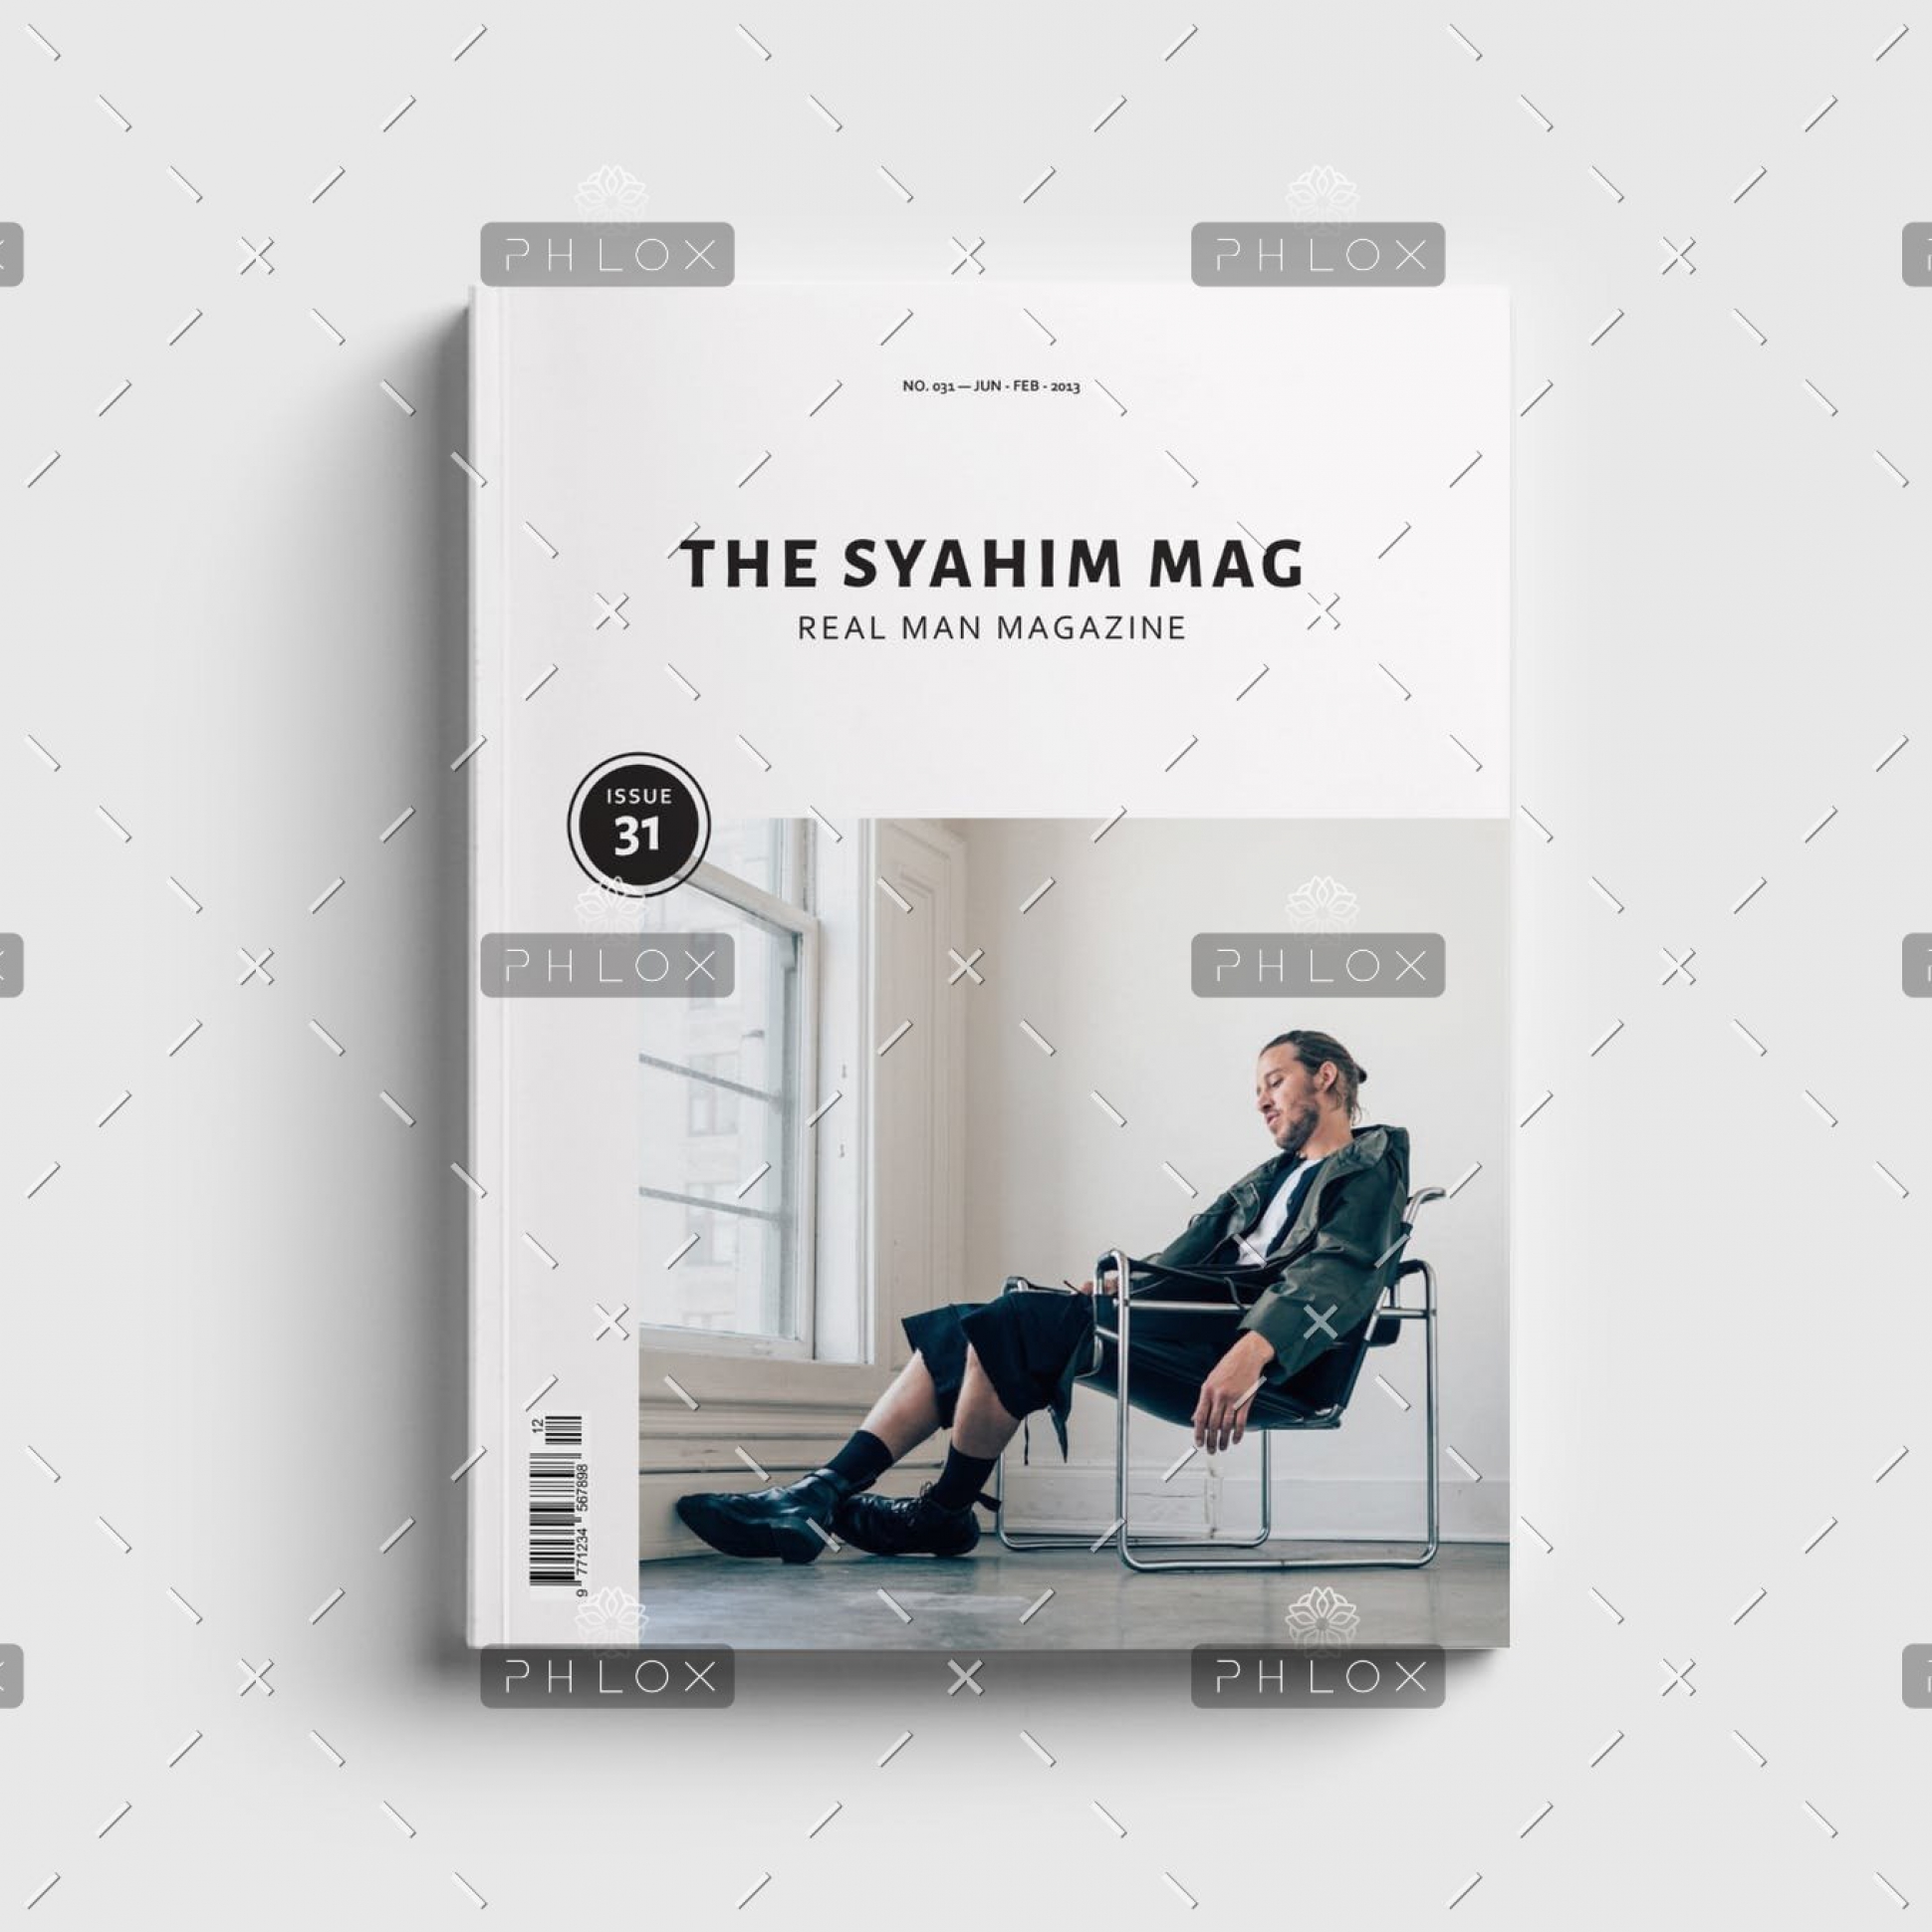 PHLOX PHLOX
NO. 031 — JUN - FEB - 2013
THE SYAHIM MAG
REAL MAN MAGAZINE
ISSUE
31
PHLOX PHLOX
12
9 771234 567898
PHLOX PHLOX